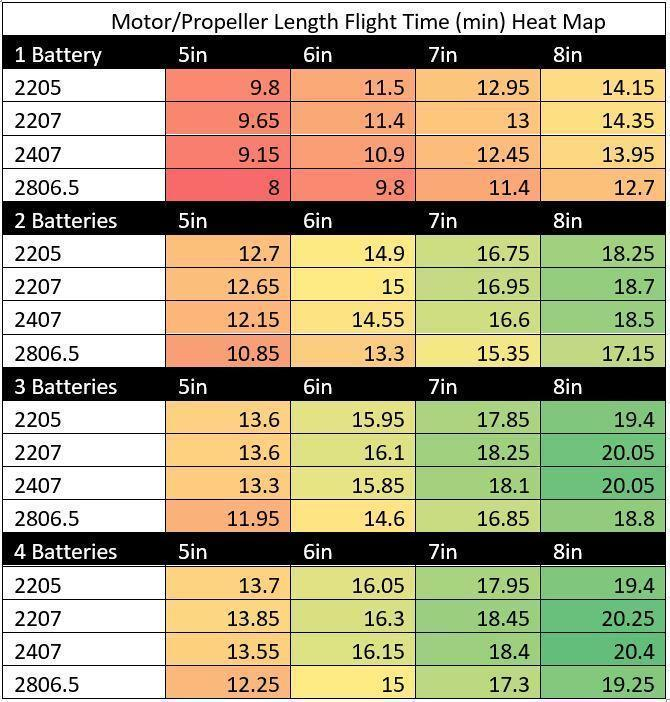 Motor/Propeller Length Flight Time (min) Heat Map
1 Battery 5in 6in 7in 8in
2205 9.8 11.5 12.95 14.15
2207 9.65 11.4 13 14.35
2407 9.15 10.9 12.45 13.95
2806.5 8 9.8 11.4 12.7
2 Batteries 5in 6in 7in 8in
2205 12.7 14.9 16.75 18.25
2207 12.65 15 16.95 18.7
2407 12.15 14.55 16.6 18.5
2806.5 10.85 13.3 15.35 17.15
3 Batteries 5in 6in 7in 8in
2205 13.6 15.95 17.85 19.4
2207 13.6 16.1 18.25 20.05
2407 13.3 15.85 18.1 20.05
2806.5 11.95 14.6 16.85 18.8
4 Batteries 5in 6in 7in 8in
2205 13.7 16.05 17.95 19.4
2207 13.85 16.3 18.45 20.25
2407 13.55 16.15 18.4 20.4
2806.5 12.25 15 17.3 19.25